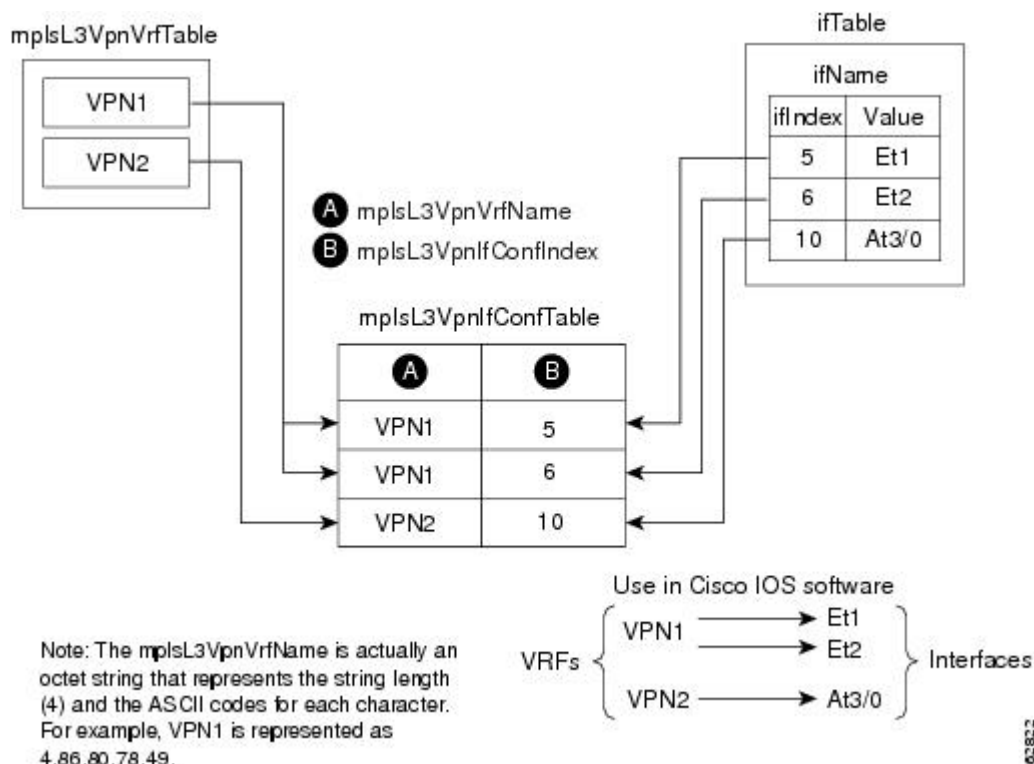 mplsL3VpnVrfTable
VPN1
VPN2
ifTable
ifName
ifIndex Value
5 Et1
6 Et2
10 At3/0
A mplsL3VpnVrfName
B mplsL3VpnIfConfIndex
mplsL3VpnIfConfTable
A B
VPN1 5
VPN1 6
VPN2 10
Note: The mplsL3VpnVrfName is actually an
octet string that represents the string length
(4) and the ASCII codes for each character.
For example, VPN1 is represented as
4.86.80.78.49.
Use in Cisco IOS software
VRFs
VPN1 Et1
Et2
VPN2 At3/0
Interfaces
62822